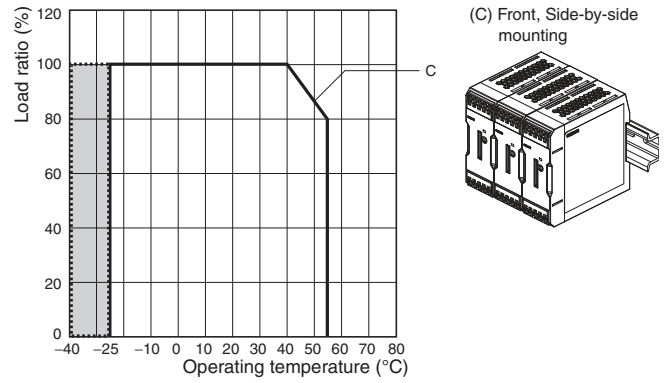 Load ratio (%)
120
100
80
60
40
20
0
−40 −25 −10 0 10 20 30 40 50 60 70 80
Operating temperature (°C)
C
(C) Front, Side-by-side
mounting